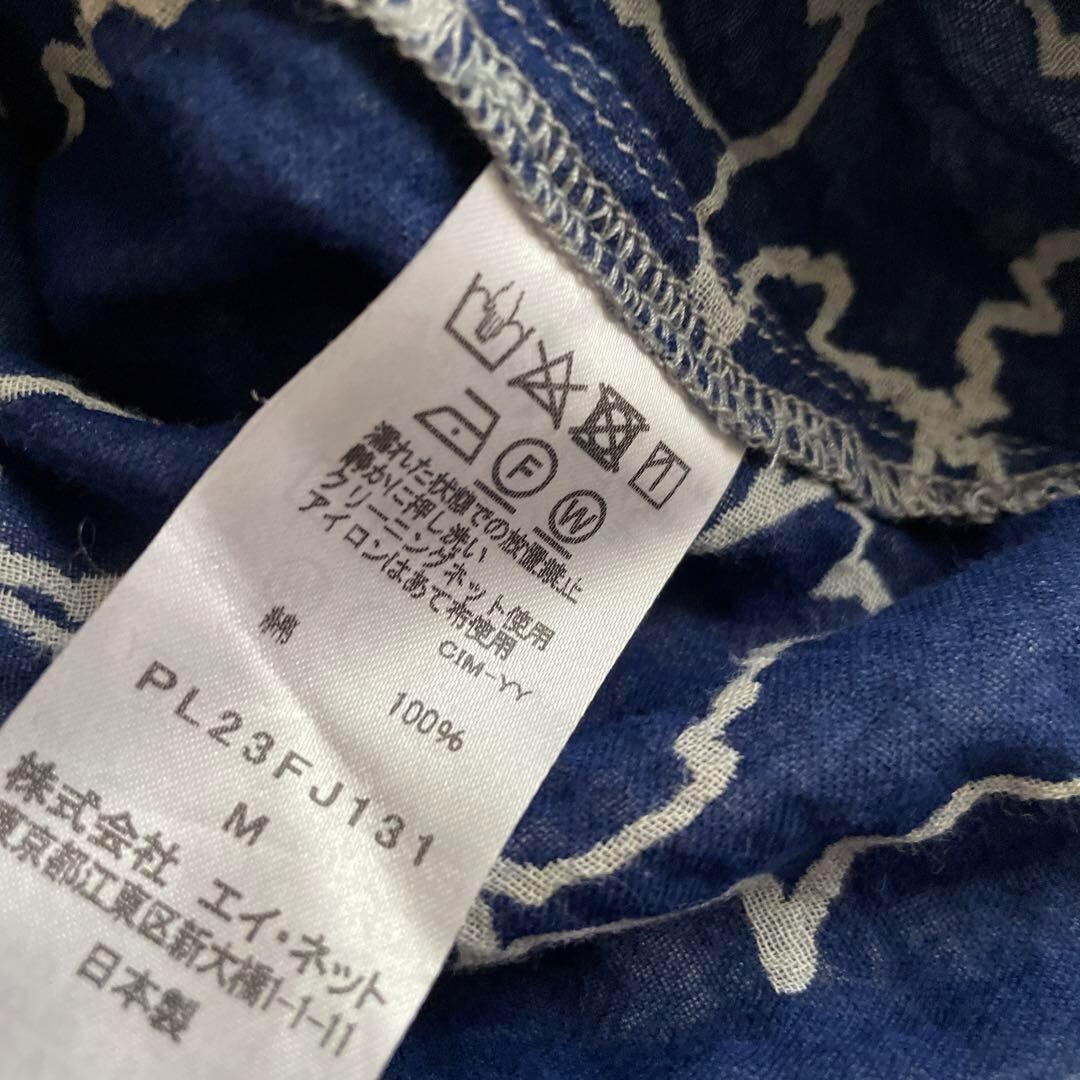 F
W
濡れた状態での放置禁止
静かに押し洗い
クリーニングネット使用
アイロンはあて布使用
CIM-YY
綿 100%
PL23FJ131
M
株式会社 エイ・ネット
東京都江東区新大橋1-1-11
日本製